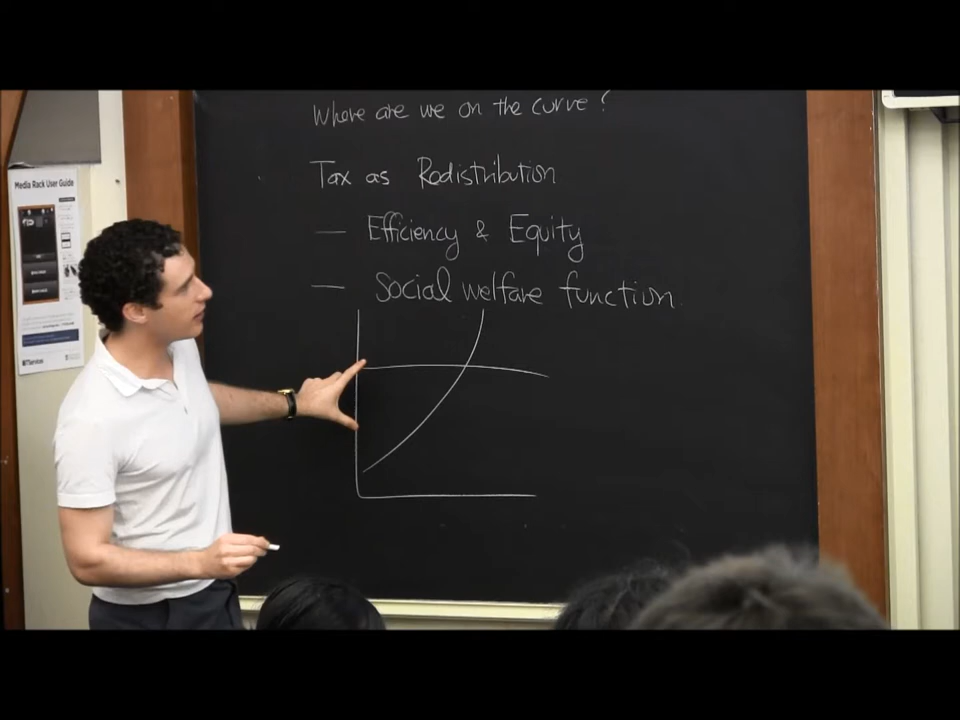 Where are we on the curve?
Tax as Redistribution
— Efficiency & Equity
— Social welfare function
Media Rack User Guide